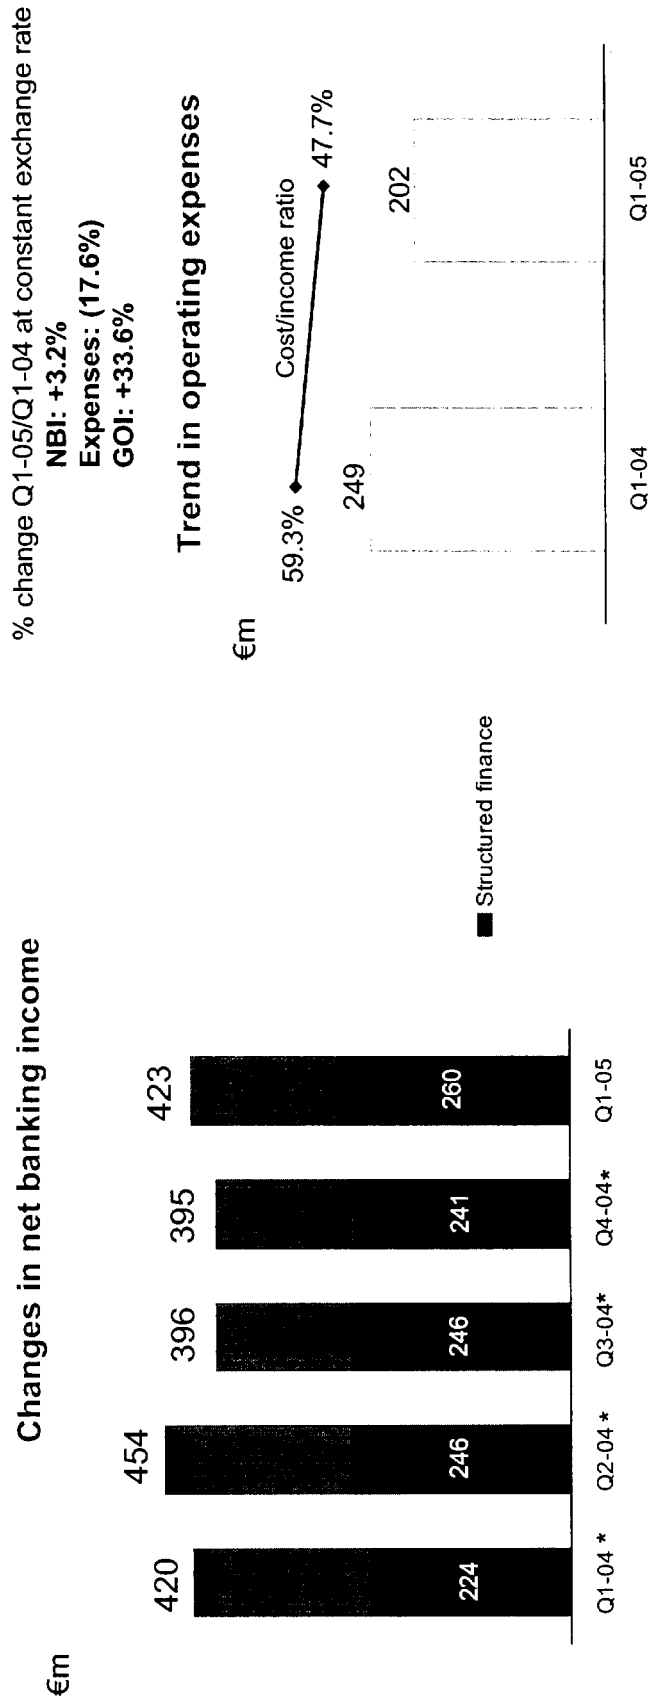 Changes in net banking income
€m
420
454
396
395
423
224
246
246
241
260
Q1-04 *
Q2-04 *
Q3-04*
Q4-04*
Q1-05
Structured finance
% change Q1-05/Q1-04 at constant exchange rate
NBI: +3.2%
Expenses: (17.6%)
GOI: +33.6%
Trend in operating expenses
€m
59.3%
Cost/income ratio
47.7%
249
202
Q1-04
Q1-05